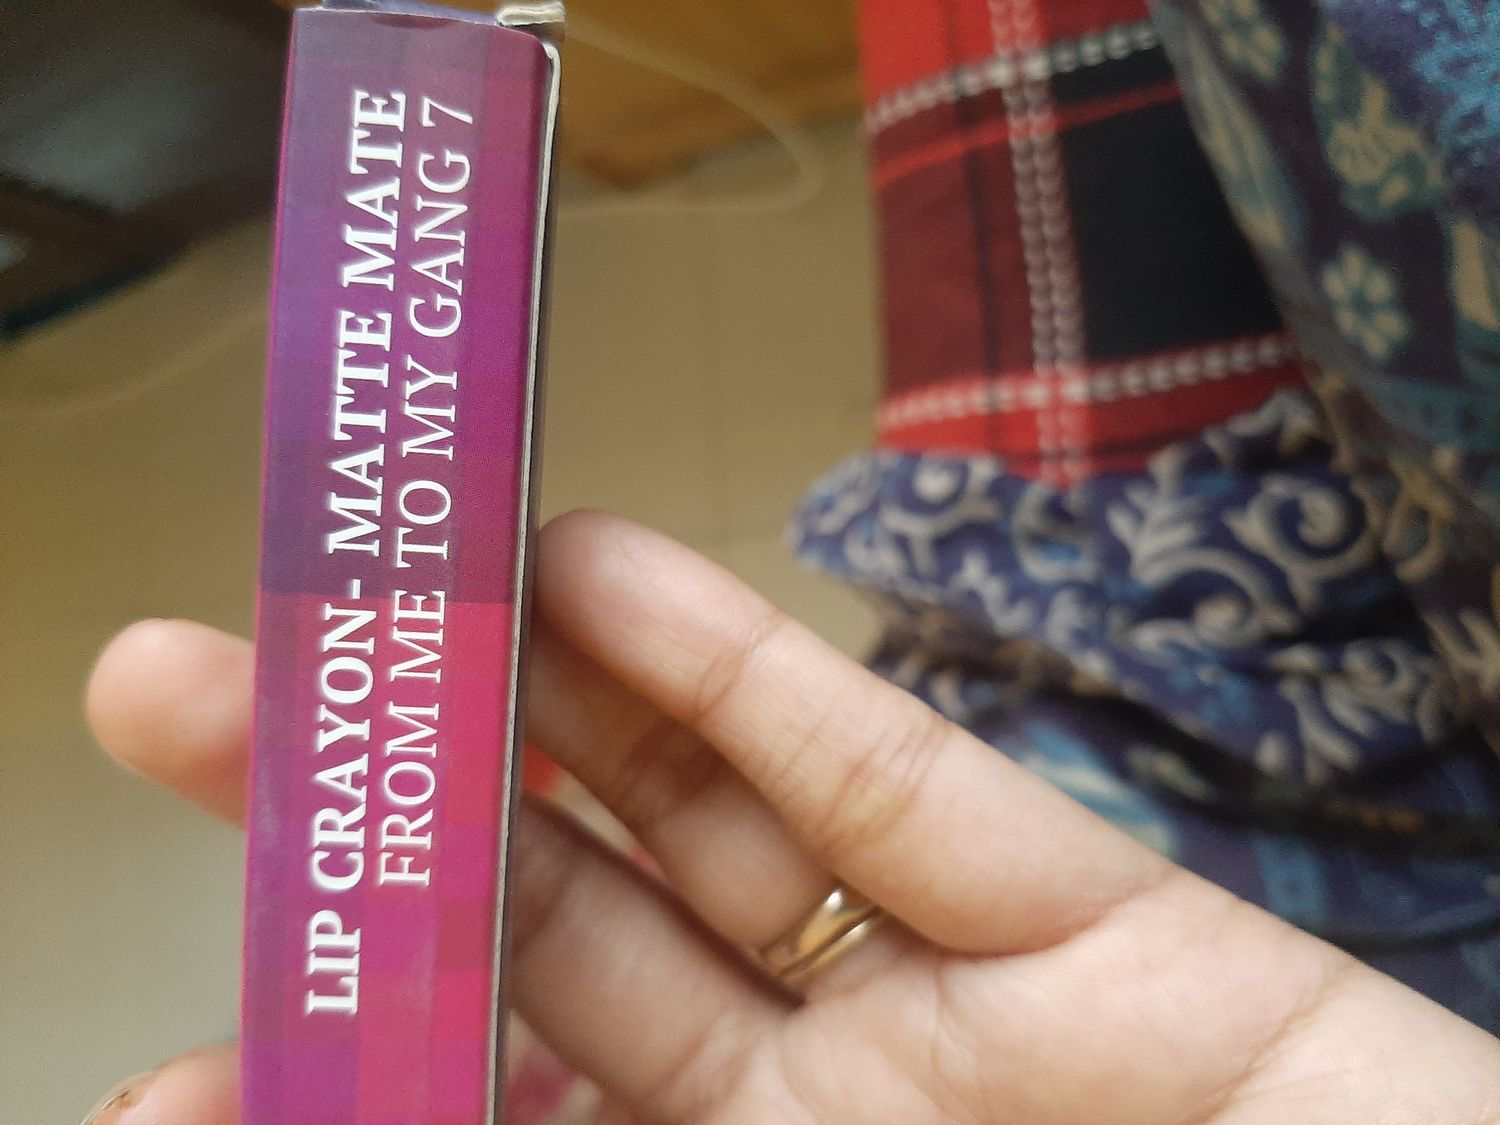 LIP CRAYON- MATTE MATE
FROM ME TO MY GANG 7